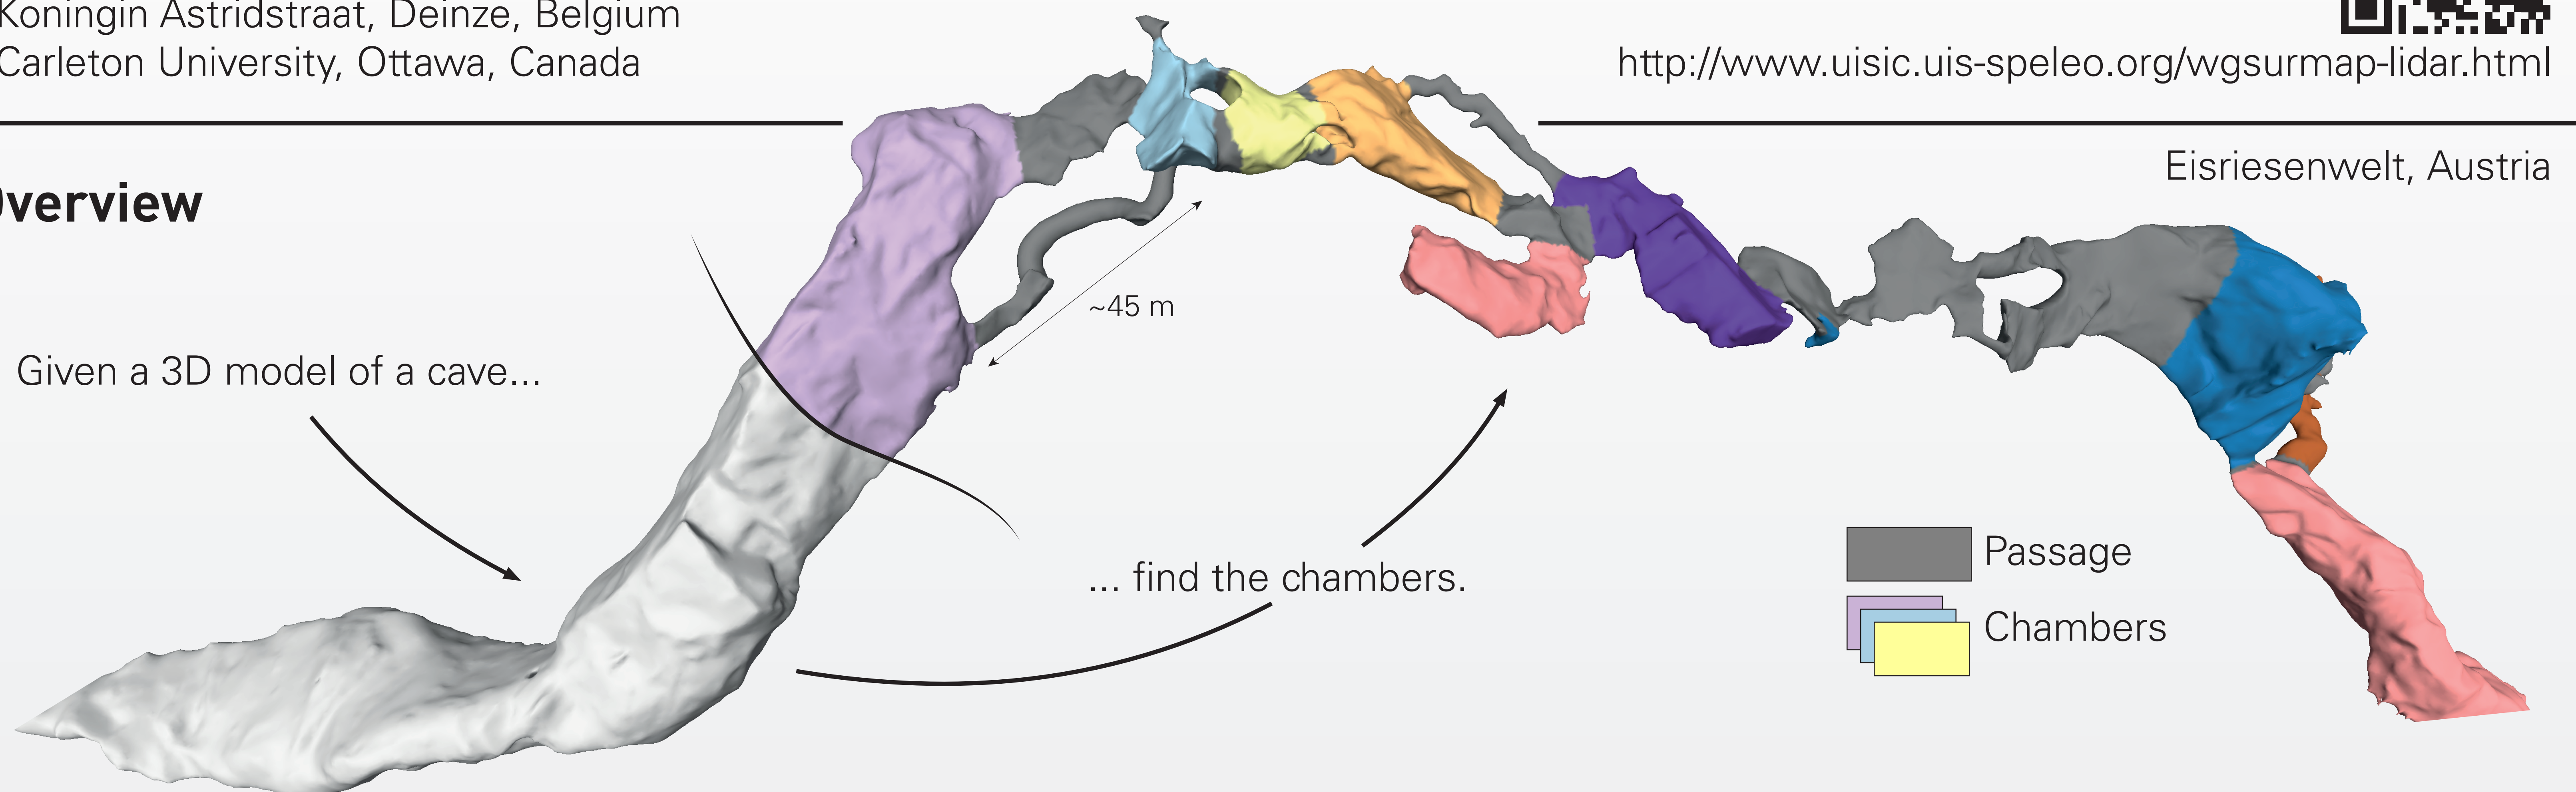 Koningin Astridstraat, Deinze, Belgium
Carleton University, Ottawa, Canada
http://www.uisic.uis-speleo.org/wgsurmap-lidar.html
Eisriesenwelt, Austria
Overview
Given a 3D model of a cave...
~45 m
... find the chambers.
Passage
Chambers